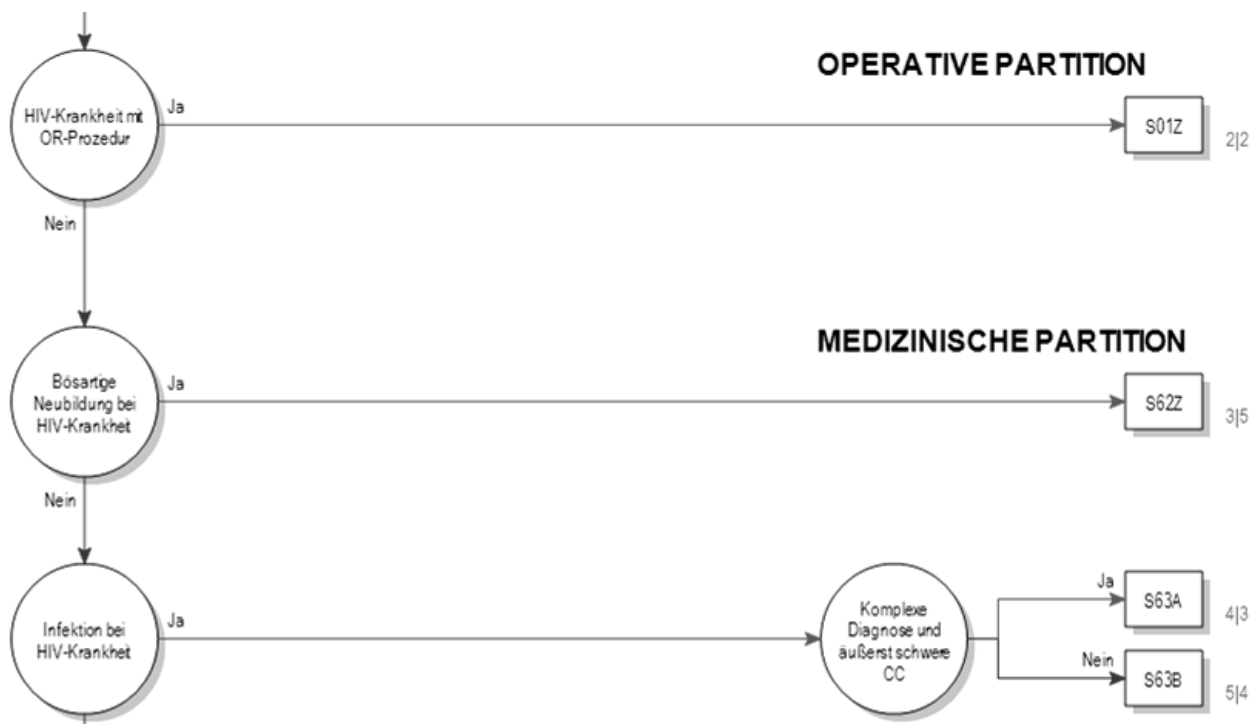 OPERATIVE PARTITION
HIV-Krankheit mit
OR-Prozedur
Ja
S01Z
2|2
Nein
MEDIZINISCHE PARTITION
Bösartige
Neubildung bei
HIV-Krankheit
Ja
S62Z
3|5
Nein
Infektion bei
HIV-Krankheit
Ja
Komplexe
Diagnose und
äußerst schwere
CC
Ja
S63A
4|3
Nein
S63B
5|4